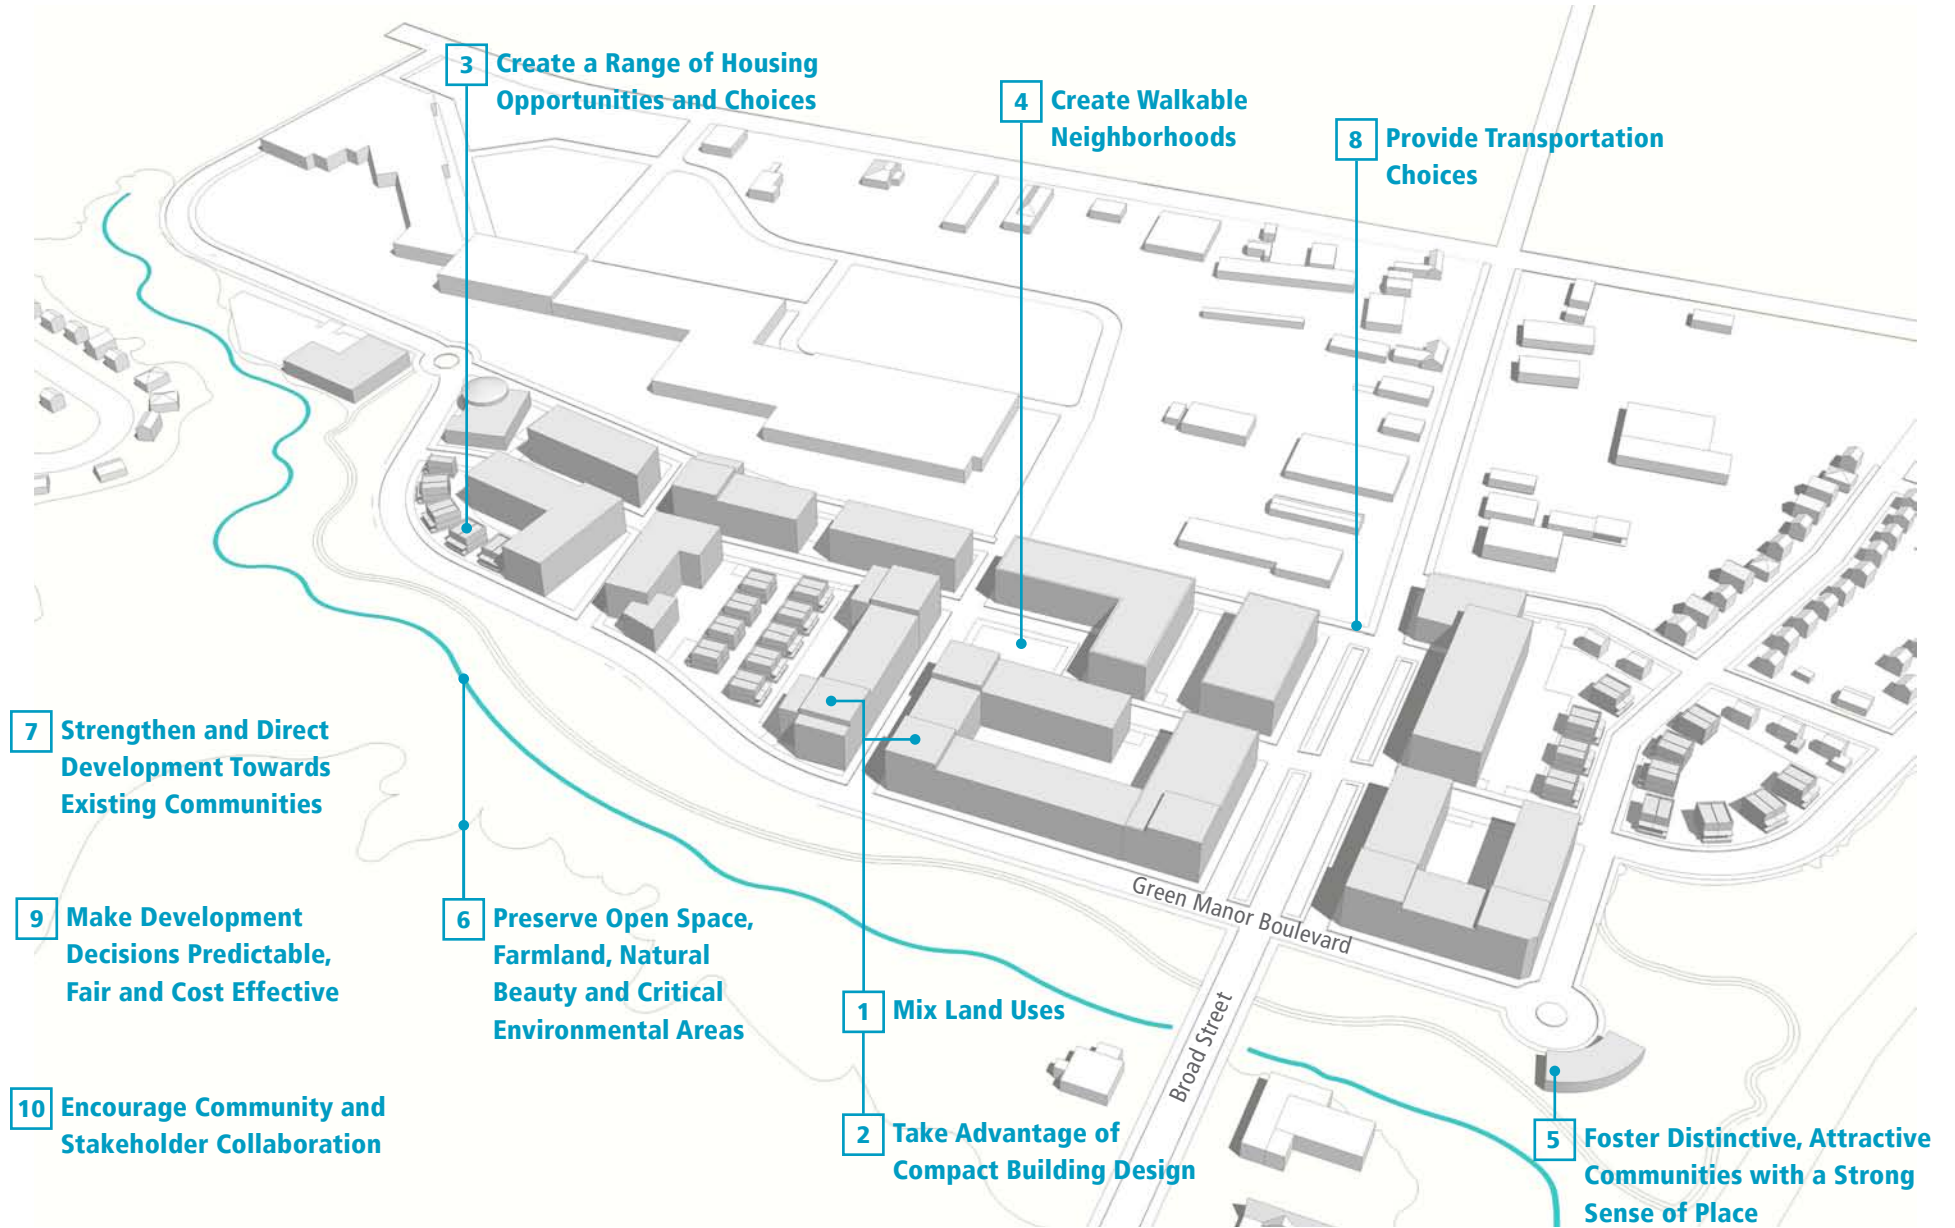 3 Create a Range of Housing
Opportunities and Choices
4 Create Walkable
Neighborhoods
8 Provide Transportation
Choices
7 Strengthen and Direct
Development Towards
Existing Communities
9 Make Development
Decisions Predictable,
Fair and Cost Effective
10 Encourage Community and
Stakeholder Collaboration
6 Preserve Open Space,
Farmland, Natural
Beauty and Critical
Environmental Areas
1 Mix Land Uses
2 Take Advantage of
Compact Building Design
Green Manor Boulevard
Broad Street
5 Foster Distinctive, Attractive
Communities with a Strong
Sense of Place